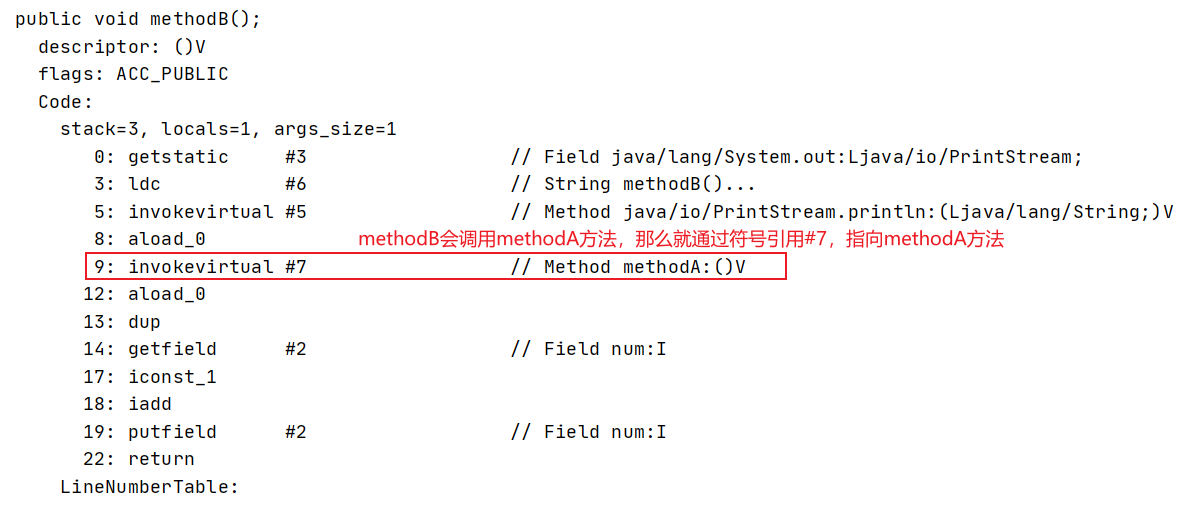 public void methodB();
descriptor: ()V
flags: ACC_PUBLIC
Code:
stack=3, locals=1, args_size=1
0: getstatic #3 // Field java/lang/System.out:Ljava/io/PrintStream;
3: ldc #6 // String methodB()...
5: invokevirtual #5 // Method java/io/PrintStream.println:(Ljava/lang/String;)V
8: aload_0 methodB会调用methodA方法，那么就通过符号引用#7，指向methodA方法
9: invokevirtual #7 // Method methodA:()V
12: aload_0
13: dup
14: getfield #2 // Field num:I
17: iconst_1
18: iadd
19: putfield #2 // Field num:I
22: return
LineNumberTable: